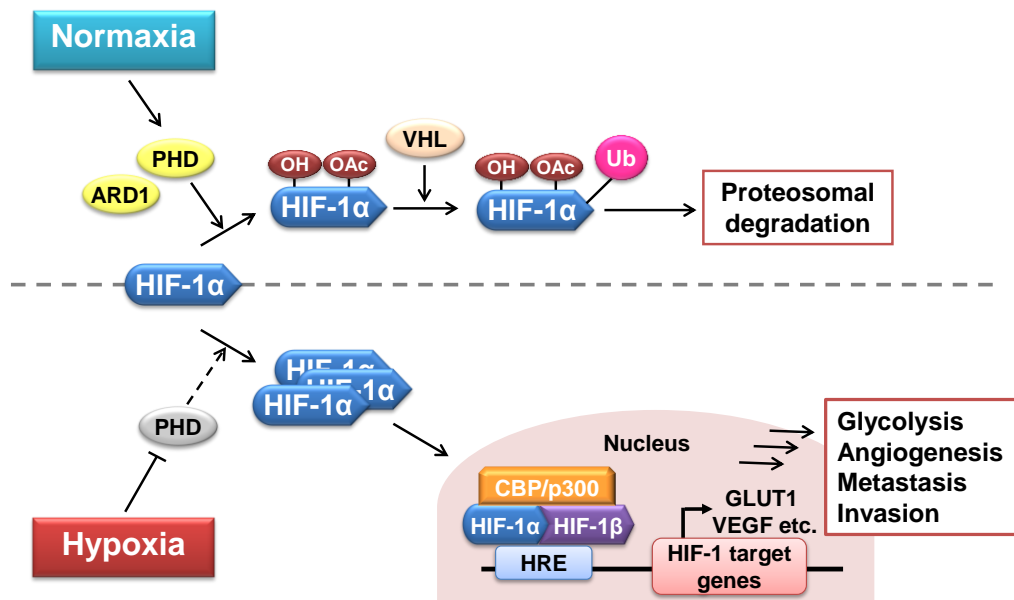 Normaxia
PHD
ARD1
OH
OAc
HIF-1α
VHL
OH
OAc
Ub
HIF-1α
Proteosomal
degradation
HIF-1α
HIF-1α
HIF-1α
HIF-1α
PHD
Hypoxia
Nucleus
CBP/p300
HIF-1α
HIF-1β
HRE
GLUT1
VEGF etc.
HIF-1 target
genes
Glycolysis
Angiogenesis
Metastasis
Invasion